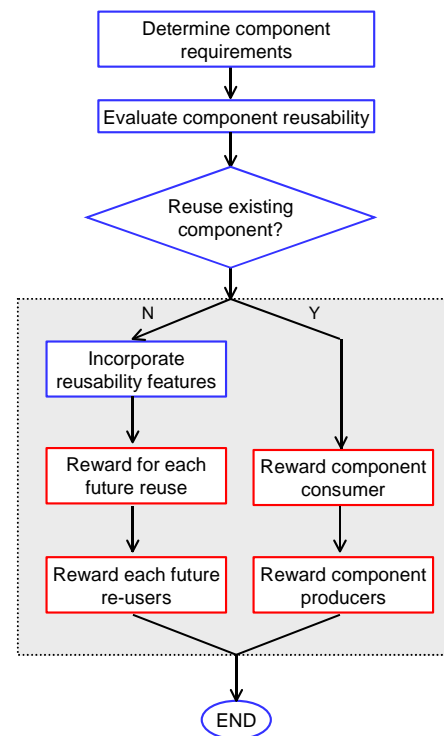 Determine component
requirements
Evaluate component reusability
Reuse existing
component?
N
Y
Incorporate
reusability features
Reward for each
future reuse
Reward component
consumer
Reward each future
re-users
Reward component
producers
END